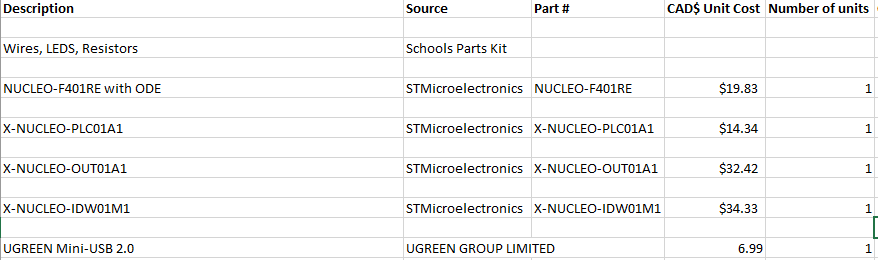 Description Source Part # CAD$ Unit Cost Number of units
Wires, LEDS, Resistors Schools Parts Kit
NUCLEO-F401RE with ODE STMicroelectronics NUCLEO-F401RE $19.83 1
X-NUCLEO-PLC01A1 STMicroelectronics X-NUCLEO-PLC01A1 $14.34 1
X-NUCLEO-OUT01A1 STMicroelectronics X-NUCLEO-OUT01A1 $32.42 1
X-NUCLEO-IDW01M1 STMicroelectronics X-NUCLEO-IDW01M1 $34.33 1
UGREEN Mini-USB 2.0 UGREEN GROUP LIMITED 6.99 1